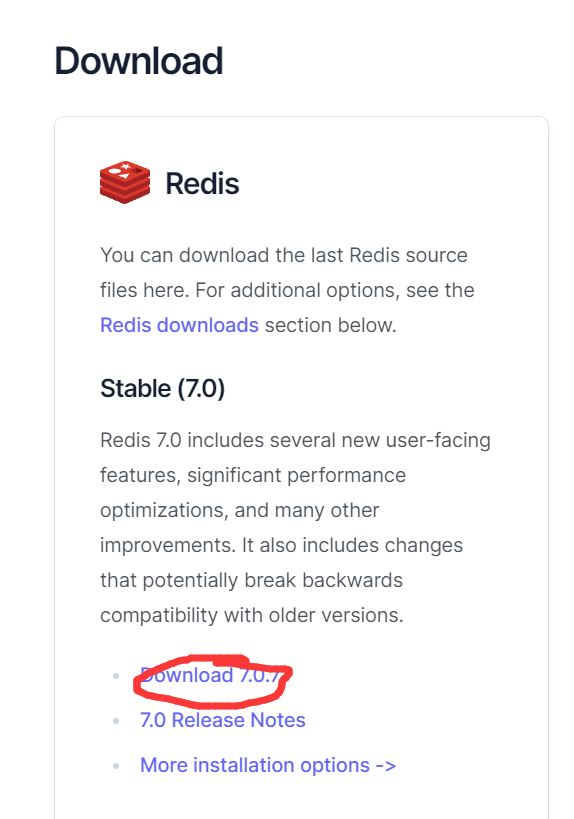 Download
Redis
You can download the last Redis source
files here. For additional options, see the
Redis downloads section below.
Stable (7.0)
Redis 7.0 includes several new user-facing
features, significant performance
optimizations, and many other
improvements. It also includes changes
that potentially break backwards
compatibility with older versions.
Download 7.0.7
7.0 Release Notes
More installation options ->